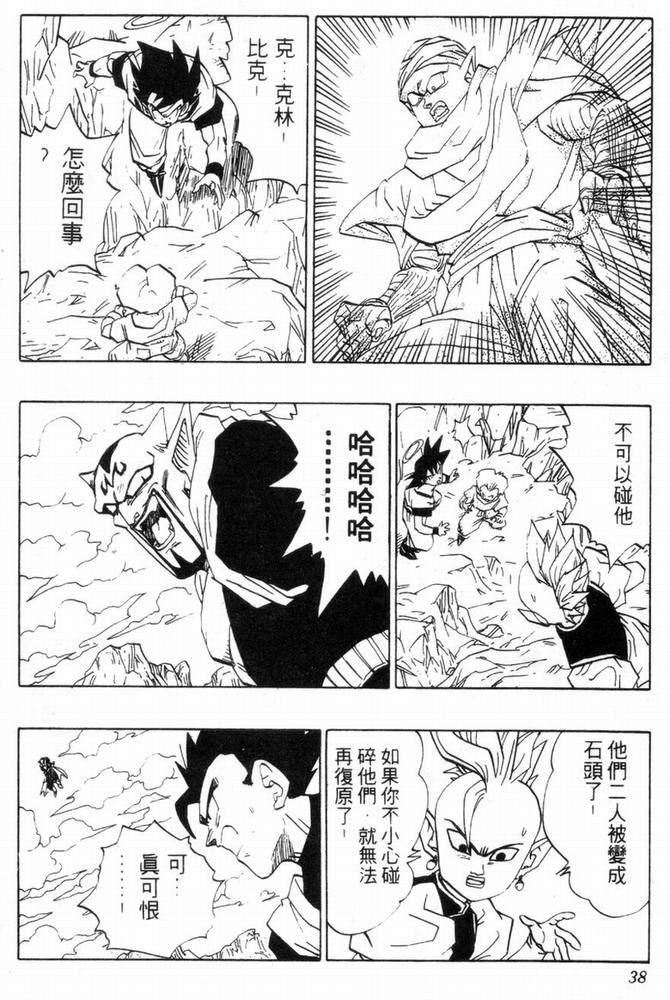 克…克林！
比克！
怎麼回事
？
不可以碰他
哈哈哈哈
…………！
他們二人被變成
石頭了！
如果你不小心碰
碎他們，就無法
再復原了！
可…
…眞可恨
……！
38